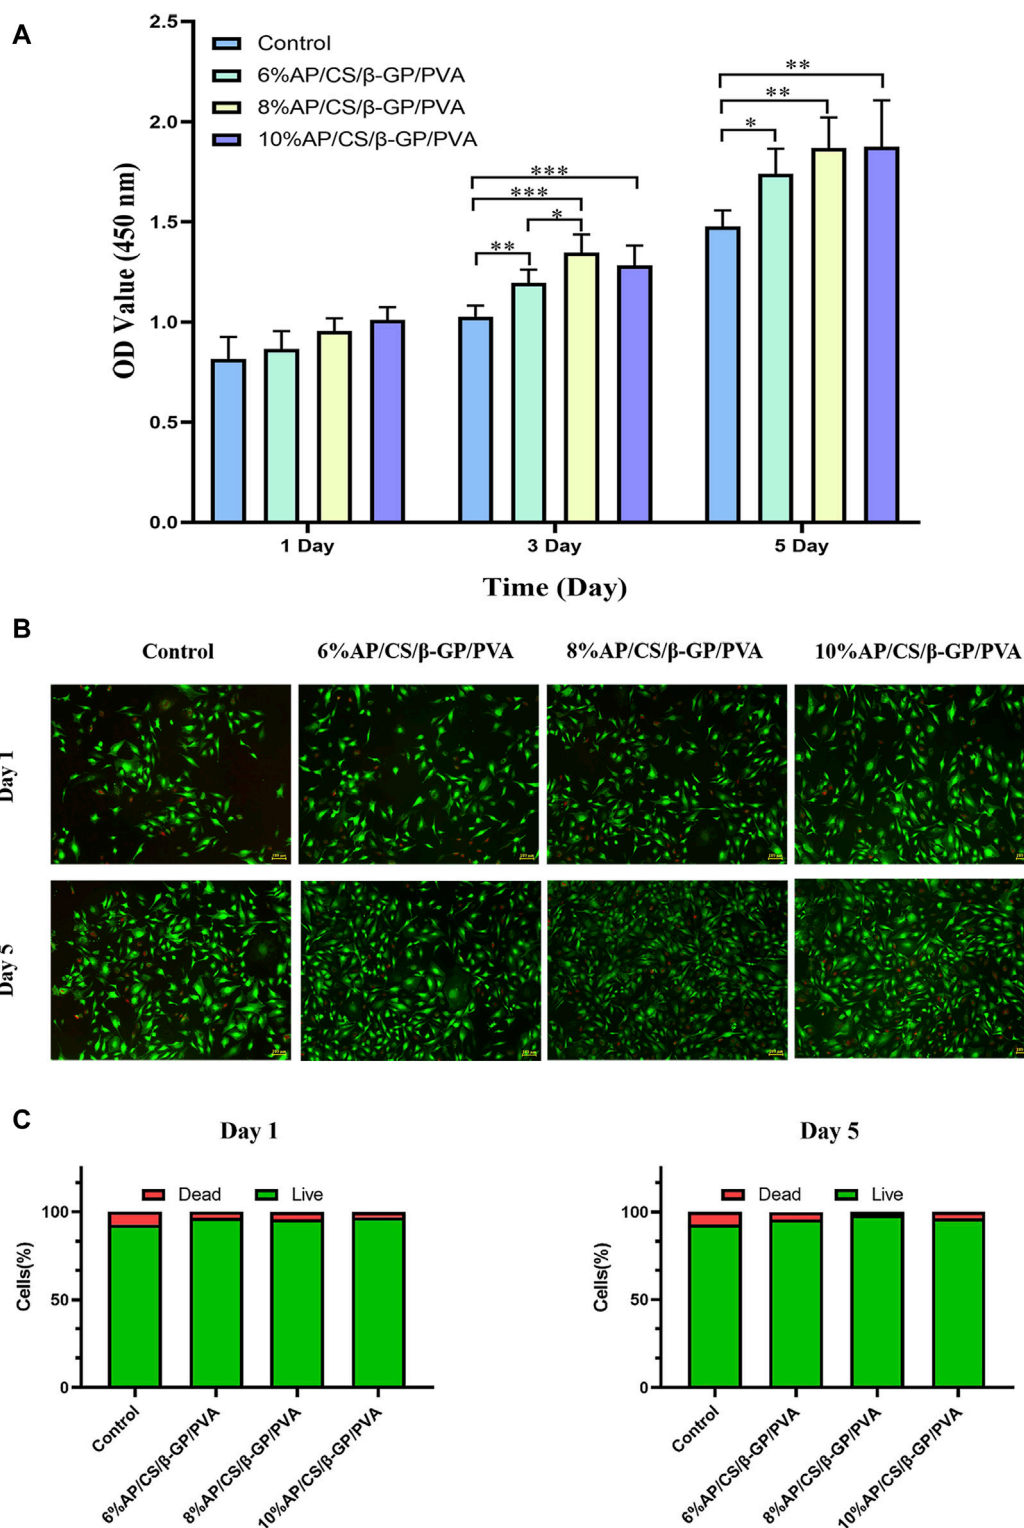 A
2.5
2.0
1.5
1.0
0.5
0.0
OD Value (450 nm)
Control
6%AP/CS/β-GP/PVA
8%AP/CS/β-GP/PVA
10%AP/CS/β-GP/PVA
**
***
***
*
*
**
**
1 Day
3 Day
5 Day
Time (Day)
B
Control
6%AP/CS/β-GP/PVA
8%AP/CS/β-GP/PVA
10%AP/CS/β-GP/PVA
Day 1
Day 5
C
Day 1
Dead
Live
100
50
0
Cells(%)
Control
6%AP/CS/β-GP/PVA
8%AP/CS/β-GP/PVA
10%AP/CS/β-GP/PVA
Day 5
Dead
Live
100
50
0
Cells(%)
Control
6%AP/CS/β-GP/PVA
8%AP/CS/β-GP/PVA
10%AP/CS/β-GP/PVA